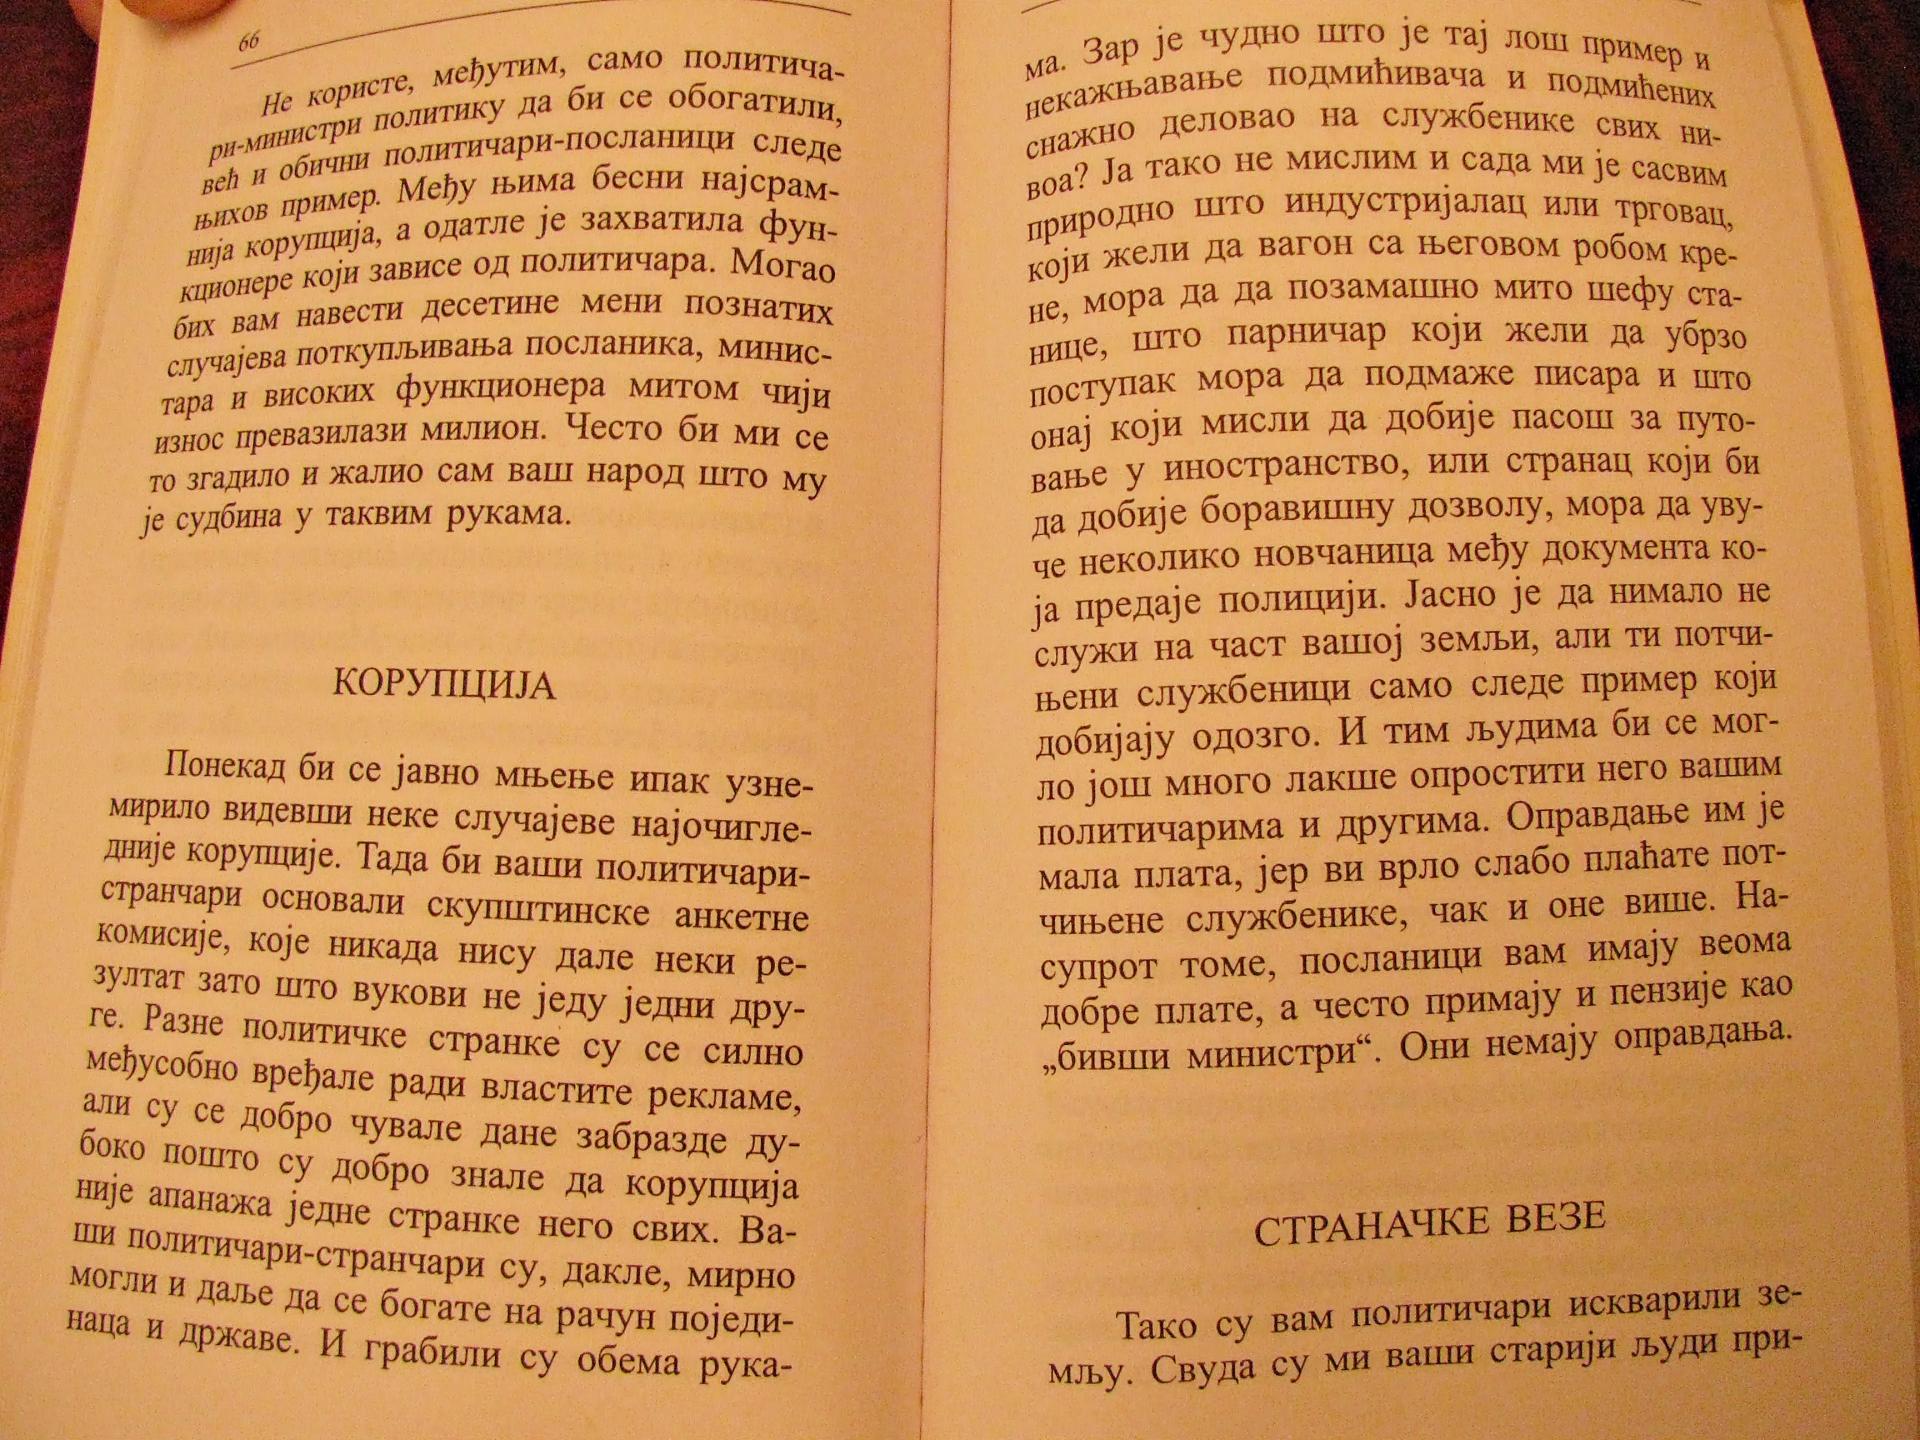 66
Не користе, међутим, само политича-
ри-министри политику да би се обогатили,
већ и обични политичари-посланици следе
њихов пример. Међу њима бесни најсрам-
нија корупција, а одатле је захватила фун-
кционере који зависе од политичара. Могао
бих вам навести десетине мени познатих
случајева поткупљивања посланика, минис-
тара и високих функционера митом чији
износ превазилази милион. Често би ми се
то згадило и жалио сам ваш народ што му
је судбина у таквим рукама.
КОРУПЦИЈА
Понекад би се јавно мњење ипак узне-
мирило видевши неке случајеве најочигле-
дније корупције. Тада би ваши политичари-
странчари основали скупштинске анкетне
комисије, које никада нису дале неки ре-
зултат зато што вукови не једу једни дру-
ге. Разне политичке странке су се силно
међусобно вређале ради властите рекламе,
али су се добро чувале дане забразде ду-
боко пошто су добро знале да корупција
није апанажа једне странке него свих. Ва-
ши политичари-странчари су, дакле, мирно
могли и даље да се богате на рачун поједи-
наца и државе. И грабили су обема рука-
ма. Зар је чудно што је тај лош пример и
некажњавање подмићивача и подмићених
снажно деловао на службенике свих ни-
воа? Ја тако не мислим и сада ми је сасвим
природно што индустријалац или трговац,
који жели да вагон са његовом робом кре-
не, мора да да позамашно мито шефу ста-
нице, што парничар који жели да убрзо
поступак мора да подмаже писара и што
онај који мисли да добије пасош за путо-
вање у иностранство, или странац који би
да добије боравишну дозволу, мора да уву-
че неколико новчаница међу документа ко-
ја предаје полицији. Јасно је да нимало не
служи на част вашој земљи, али ти потчи-
њени службеници само следе пример који
добијају одозго. И тим људима би се мог-
ло још много лакше опростити него вашим
политичарима и другима. Оправдање им је
мала плата, јер ви врло слабо плаћате пот-
чињене службенике, чак и оне више. На-
супрот томе, посланици вам имају веома
добре плате, а често примају и пензије као
„бивши министри“. Они немају оправдања.
СТРАНАЧКЕ ВЕЗЕ
Тако су вам политичари искварили зе-
мљу. Свуда су ми ваши старији људи при-